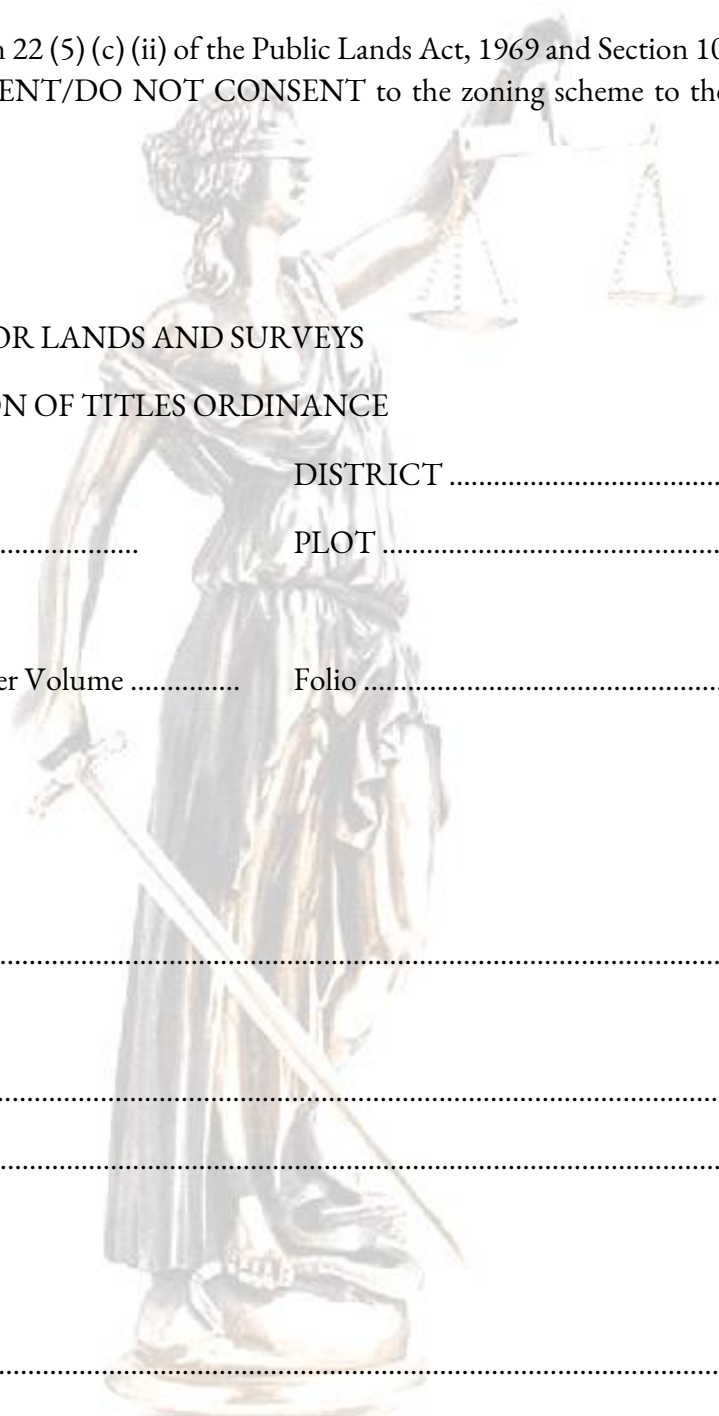 22 (5) (c) (ii) of the Public Lands Act, 1969 and Section 10
ENT/DO NOT CONSENT to the zoning scheme to the
OR LANDS AND SURVEYS
ON OF TITLES ORDINANCE
DISTRICT ........................................
........................ PLOT ..................................................
er Volume .............. Folio .....................................................
........................................................................................................
........................................................................................................
........................................................................................................
........................................................................................................